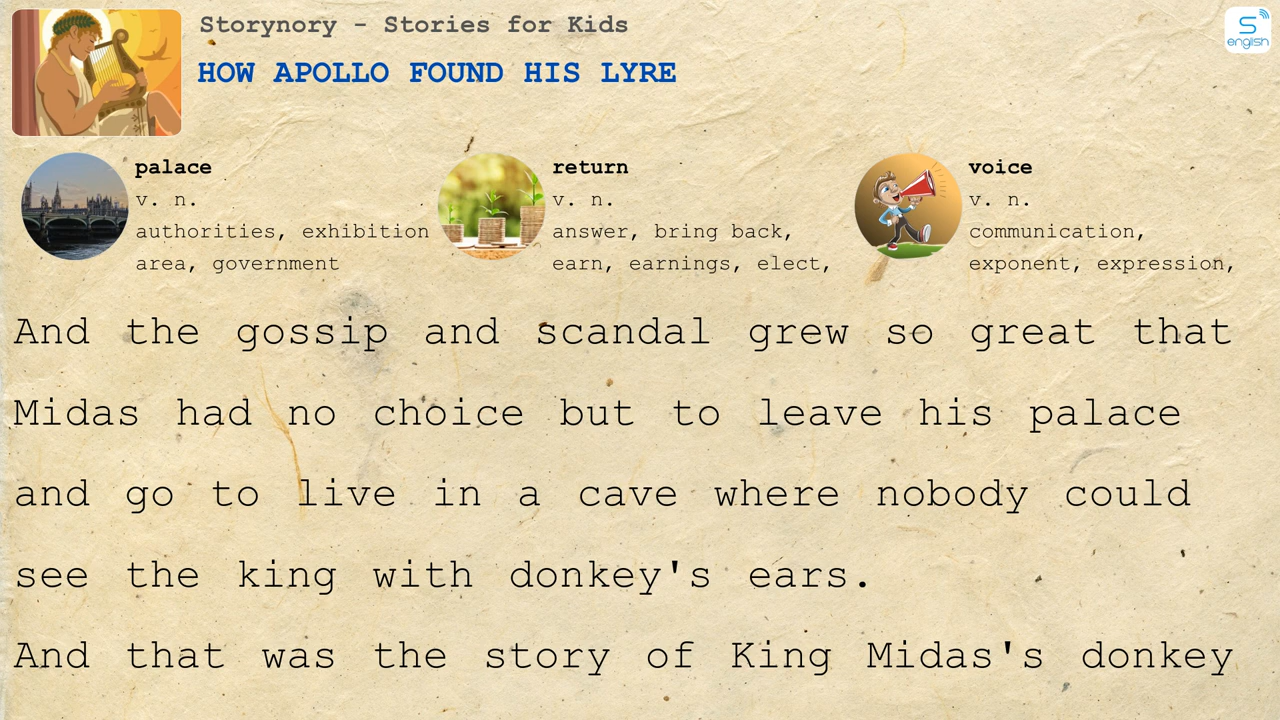 Storynory - Stories for Kids
HOW APOLLO FOUND HIS LYRE
S
english
palace
v. n.
authorities, exhibition
area, government
return
v. n.
answer, bring back,
earn, earnings, elect,
voice
v. n.
communication,
exponent, expression,
And the gossip and scandal grew so great that
Midas had no choice but to leave his palace
and go to live in a cave where nobody could
see the king with donkey's ears.
And that was the story of King Midas's donkey